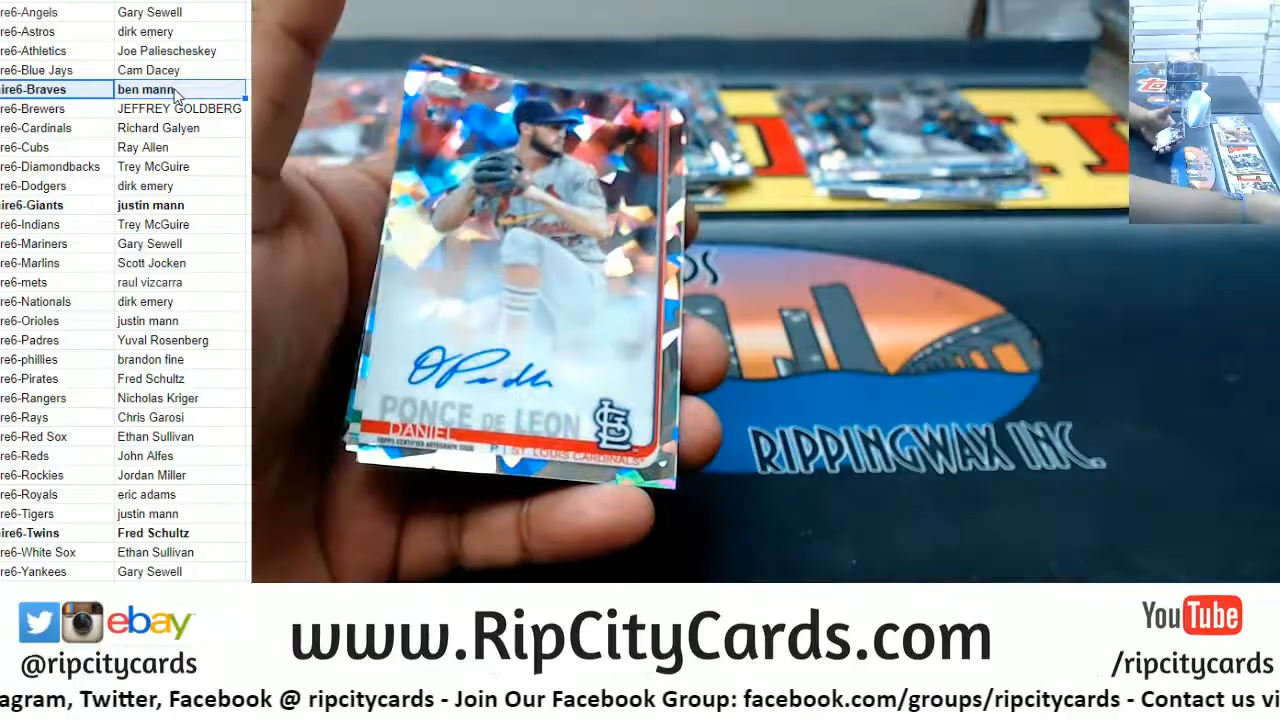 re6-Angels Gary Sewell
re6-Astros dirk emery
re6-Athletics Joe Paliescheskey
re6-Blue Jays Cam Dacey
ire6-Braves ben mann
re6-Brewers JEFFREY GOLDBERG
re6-Cardinals Richard Galyen
re6-Cubs Ray Allen
re6-Diamondbacks Trey McGuire
re6-Dodgers dirk emery
ire6-Giants justin mann
re6-Indians Trey McGuire
re6-Mariners Gary Sewell
re6-Marlins Scott Jocken
re6-mets raul vizcarra
re6-Nationals dirk emery
re6-Orioles justin mann
re6-Padres Yuval Rosenberg
re6-phillies brandon fine
re6-Pirates Fred Schultz
re6-Rangers Nicholas Kriger
re6-Rays Chris Garosi
re6-Red Sox Ethan Sullivan
re6-Reds John Alfes
re6-Rockies Jordan Miller
re6-Royals eric adams
re6-Tigers justin mann
ire6-Twins Fred Schultz
re6-White Sox Ethan Sullivan
re6-Yankees Gary Sewell
PONCE DE LEON
DANIEL
TOPPS CERTIFIED AUTOGRAPH ISSUE
P | ST. LOUIS CARDINALS
RIPPINGWAX INC.
ebay
@ripcitycards
www.RipCityCards.com
YouTube
/ripcitycards
agram, Twitter, Facebook @ ripcitycards - Join Our Facebook Group: facebook.com/groups/ripcitycards - Contact us vi